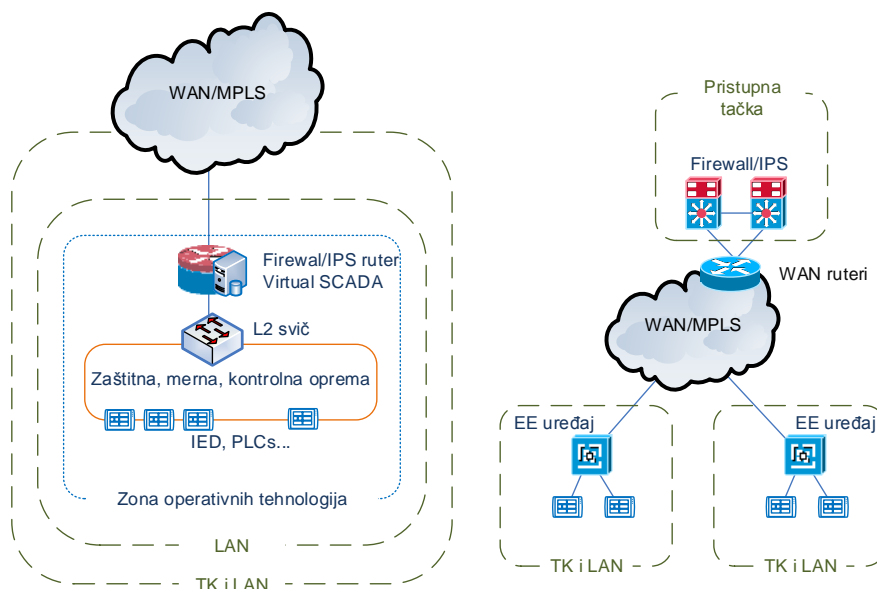 WAN/MPLS
Firewal/IPS ruter
Virtual SCADA
L2 svič
Zaštitna, merna, kontrolna oprema
IED, PLCs...
Zona operativnih tehnologija
LAN
TK i LAN
Pristupna
tačka
Firewall/IPS
WAN ruteri
WAN/MPLS
EE uređaj
EE uređaj
TK i LAN
TK i LAN